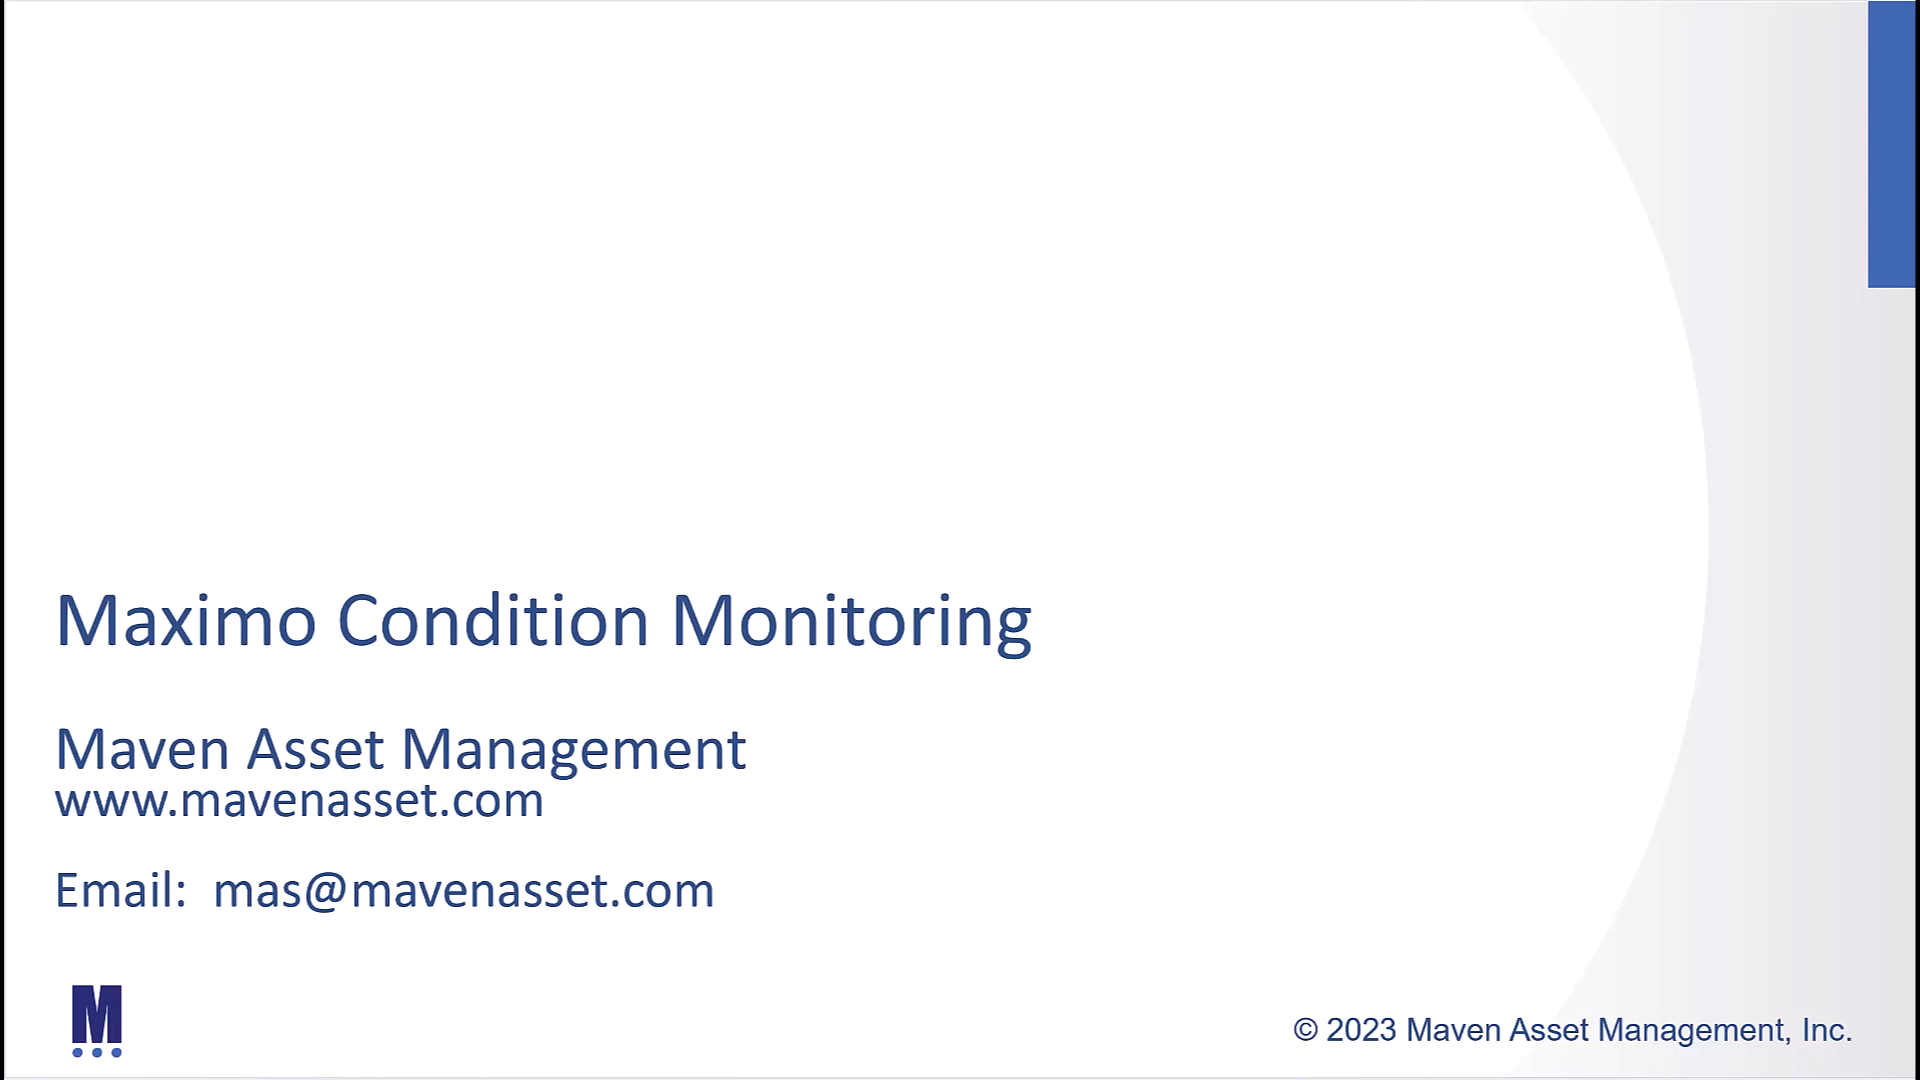 Maximo Condition Monitoring
Maven Asset Management
www.mavenasset.com
Email: mas@mavenasset.com
M
© 2023 Maven Asset Management, Inc.